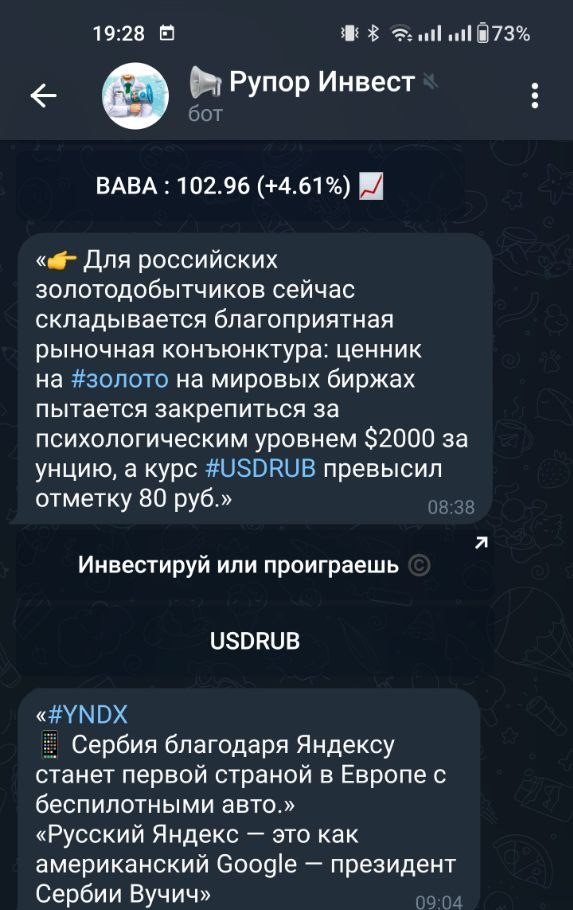 19:28
73%
Рупор Инвест
бот
BABA : 102.96 (+4.61%) 📈
«👉 Для российских
золотодобытчиков сейчас
складывается благоприятная
рыночная конъюнктура: ценник
на #золото на мировых биржах
пытается закрепиться за
психологическим уровнем $2000 за
унцию, а курс #USDRUB превысил
отметку 80 руб.»
08:38
Инвестируй или проиграешь ©
USDRUB
«#YNDX
📱 Сербия благодаря Яндексу
станет первой страной в Европе с
беспилотными авто.»
«Русский Яндекс — это как
американский Google — президент
Сербии Вучич»
09:04